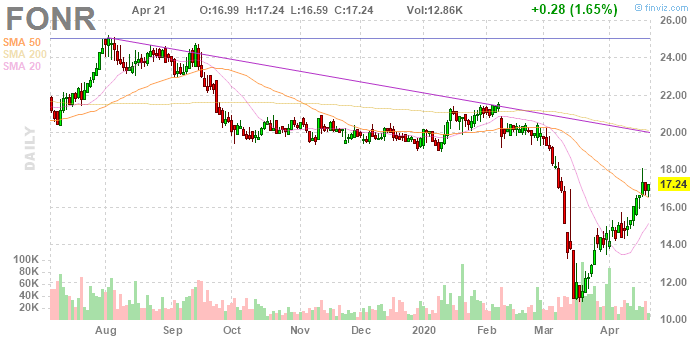 FONR Apr 21 O:16.99 H:17.24 L:16.59 C:17.24 Vol:12.86K +0.28 (1.65%) © finviz.com
SMA 50
SMA 200
SMA 20
DAILY
26.00
24.00
22.00
20.00
18.00
17.24
16.00
14.00
12.00
100K
80K
60K
40K
20K
Aug Sep Oct Nov Dec 2020 Feb Mar Apr